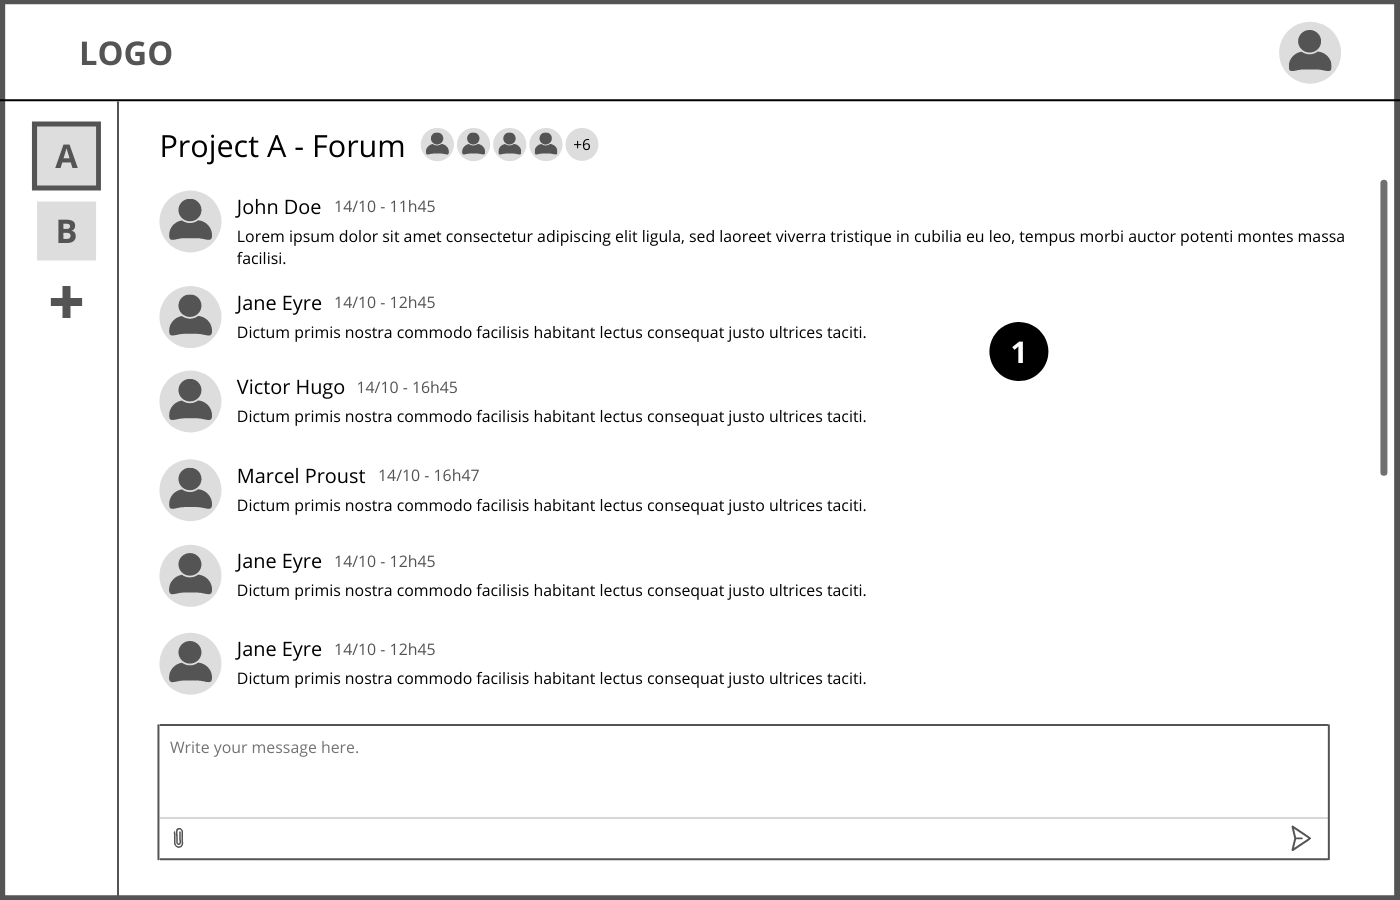 LOGO
A
B
Project A - Forum +6
John Doe 14/10 - 11h45
Lorem ipsum dolor sit amet consectetur adipiscing elit ligula, sed laoreet viverra tristique in cubilia eu leo, tempus morbi auctor potenti montes massa
facilisi.
Jane Eyre 14/10 - 12h45
Dictum primis nostra commodo facilisis habitant lectus consequat justo ultrices taciti.
1
Victor Hugo 14/10 - 16h45
Dictum primis nostra commodo facilisis habitant lectus consequat justo ultrices taciti.
Marcel Proust 14/10 - 16h47
Dictum primis nostra commodo facilisis habitant lectus consequat justo ultrices taciti.
Jane Eyre 14/10 - 12h45
Dictum primis nostra commodo facilisis habitant lectus consequat justo ultrices taciti.
Jane Eyre 14/10 - 12h45
Dictum primis nostra commodo facilisis habitant lectus consequat justo ultrices taciti.
Write your message here.